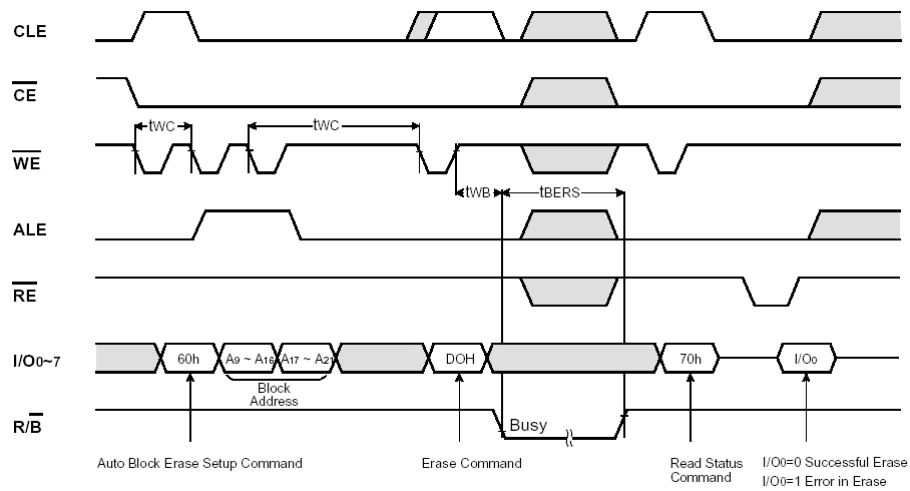 CLE
CE
tWC
tWC
WE
tWB
tBERS
ALE
RE
I/O0~7
60h
A9 ~ A16
A17 ~ A21
DOH
70h
I/O0
Block
Address
R/B
Busy
Auto Block Erase Setup Command
Erase Command
Read Status
Command
I/O0=0 Successful Erase
I/O0=1 Error in Erase